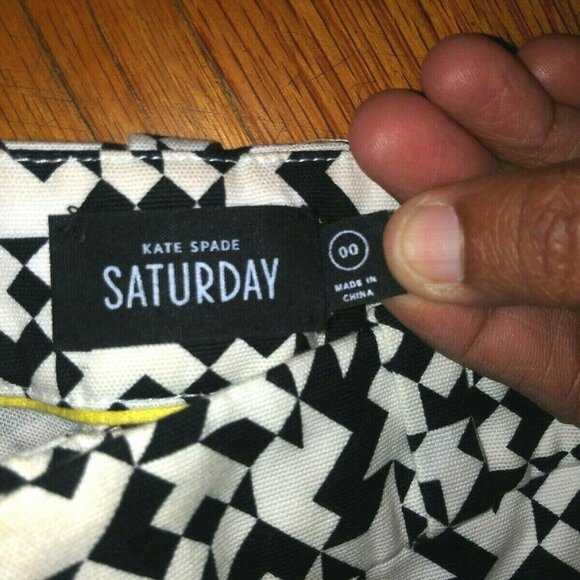 KATE SPADE
SATURDAY
00
MADE IN
CHINA